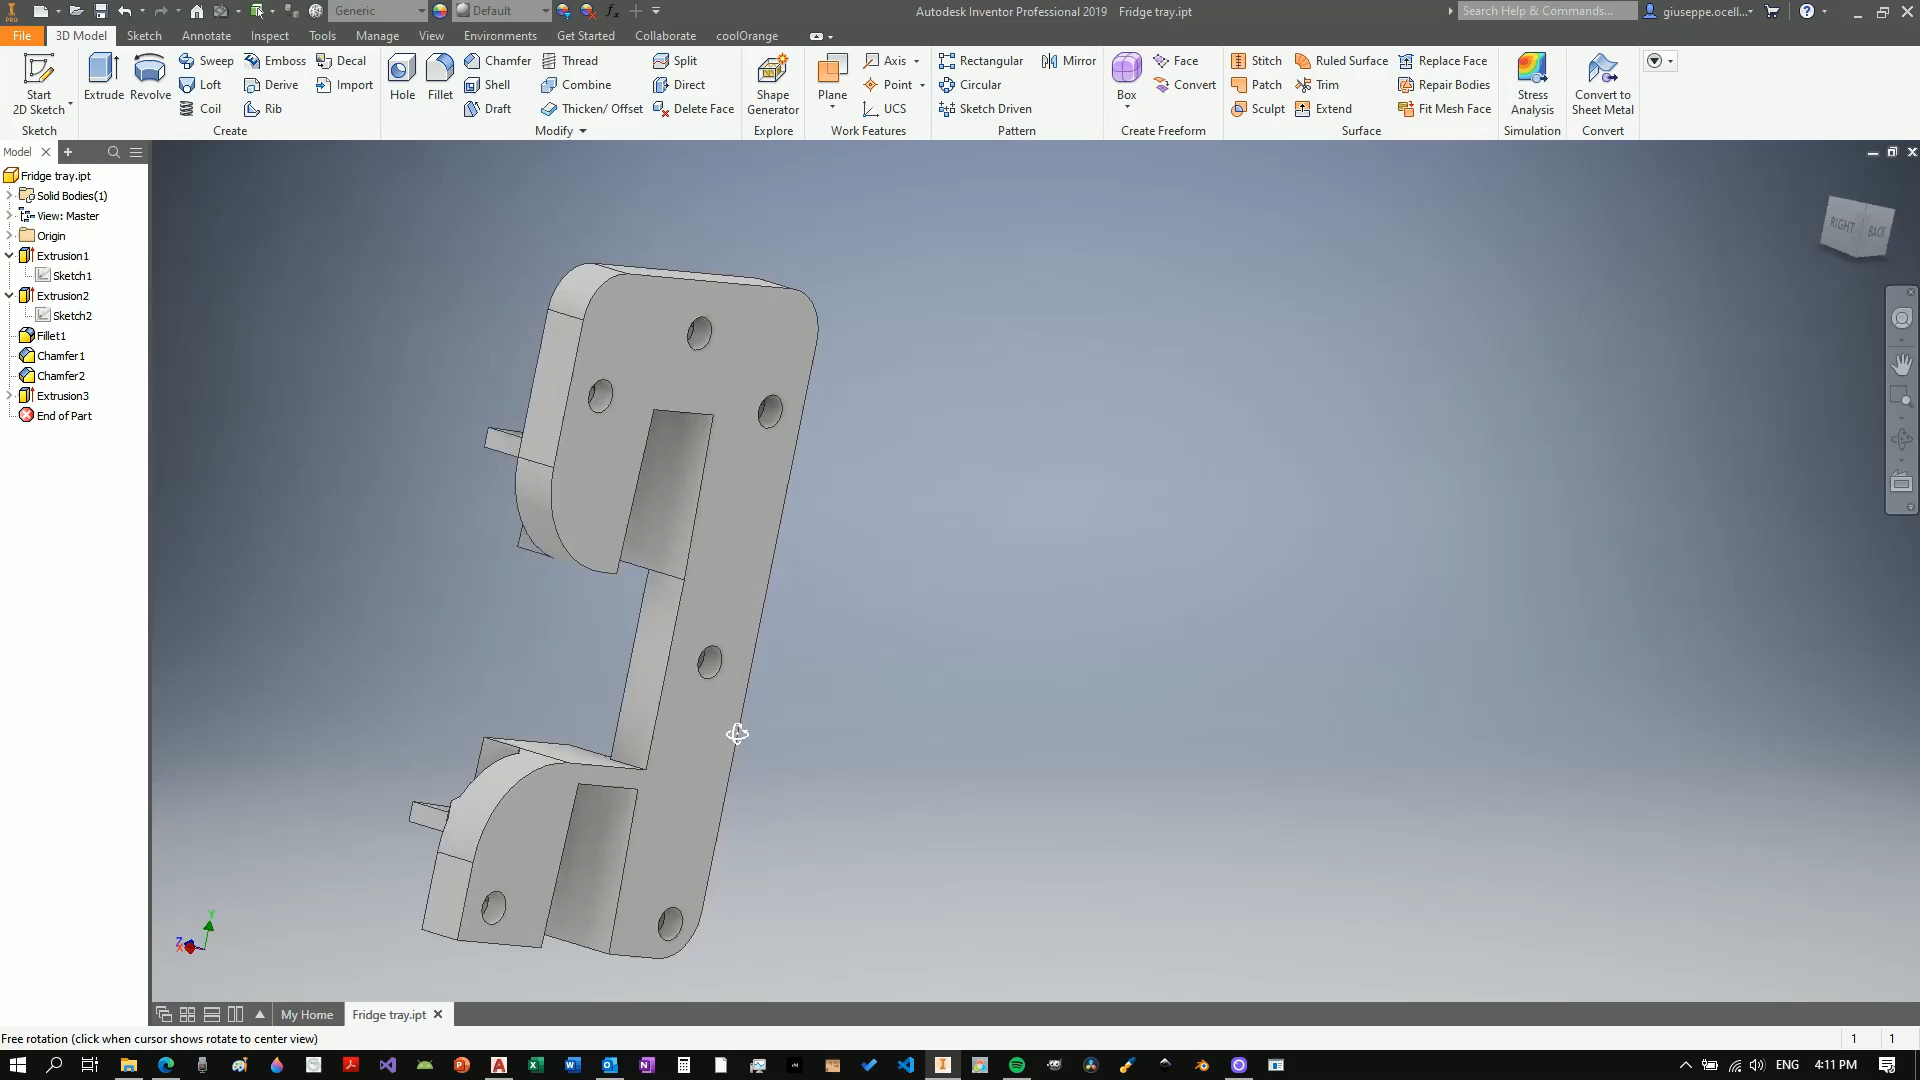 Generic
Default
Autodesk Inventor Professional 2019 Fridge tray.ipt
Search Help & Commands...
giuseppe.ocell...
PRO
File 3D Model Sketch Annotate Inspect Tools Manage View Environments Get Started Collaborate coolOrange
Start
2D Sketch
Extrude
Revolve
Sweep
Loft
Coil
Emboss
Derive
Rib
Decal
Import
Hole
Fillet
Chamfer
Shell
Draft
Thread
Combine
Thicken/ Offset
Split
Direct
Delete Face
Shape
Generator
Plane
Axis
Point
UCS
Rectangular
Circular
Sketch Driven
Mirror
Box
Face
Convert
Stitch
Patch
Sculpt
Ruled Surface
Trim
Extend
Replace Face
Repair Bodies
Fit Mesh Face
Stress
Analysis
Convert to
Sheet Metal
Sketch Create Modify Explore Work Features Pattern Create Freeform Surface Simulation Convert
Model
Fridge tray.ipt
Solid Bodies(1)
View: Master
Origin
Extrusion1
Sketch1
Extrusion2
Sketch2
Fillet1
Chamfer1
Chamfer2
Extrusion3
End of Part
RIGHT BACK
Y
Z
X
My Home Fridge tray.ipt
Free rotation (click when cursor shows rotate to center view)
1 1
ENG 4:11 PM